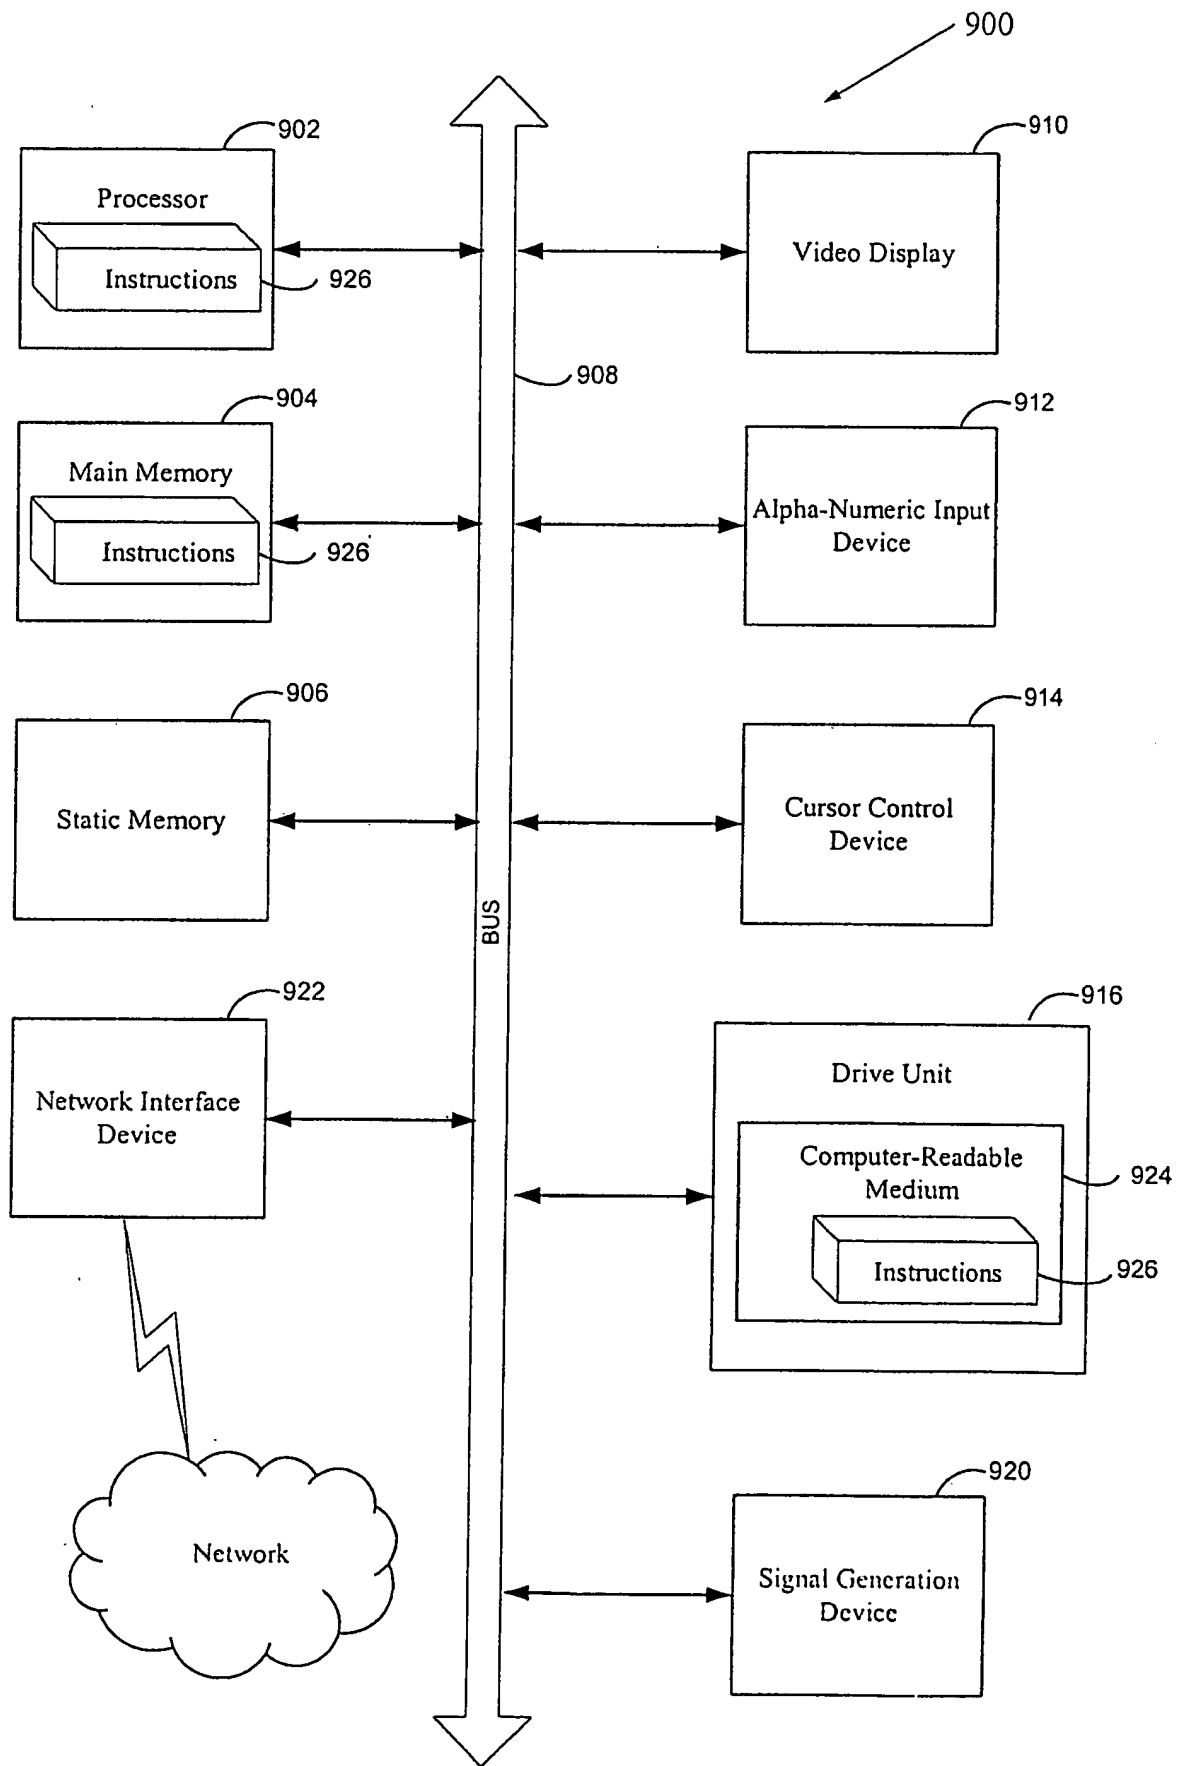 900
902
Processor
Instructions
926
910
Video Display
908
904
Main Memory
Instructions
926
912
Alpha-Numeric Input
Device
906
Static Memory
914
Cursor Control
Device
BUS
922
Network Interface
Device
916
Drive Unit
Computer-Readable
Medium
924
Instructions
926
Network
920
Signal Generation
Device